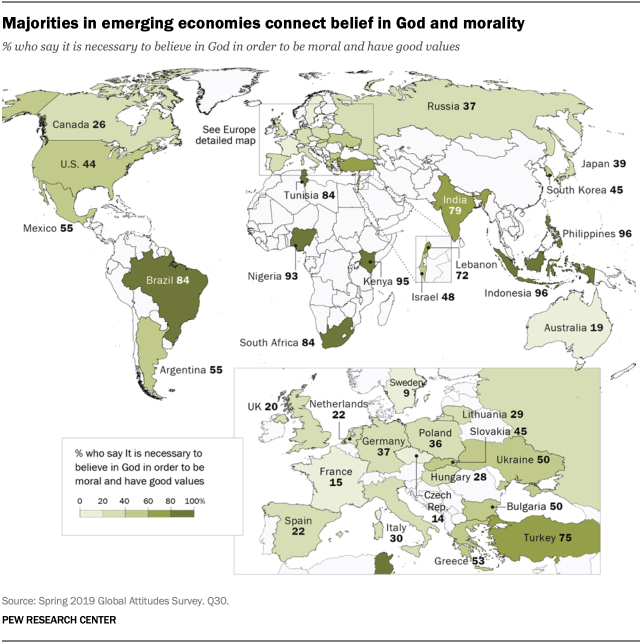 Majorities in emerging economies connect belief in God and morality
% who say it is necessary to believe in God in order to be moral and have good values
Russia 37
Canada 26
See Europe
detailed map
U.S. 44
Japan 39
South Korea 45
Tunisia 84
India
79
Mexico 55
Philippines 96
Lebanon
72
Nigeria 93
Kenya 95
Brazil 84
Israel 48
Indonesia 96
Australia 19
South Africa 84
Argentina 55
Sweden
9
UK 20
Netherlands
22
Lithuania 29
Slovakia 45
Poland
36
Germany
37
Ukraine 50
France
15
Hungary 28
Czech
Rep.
14
Bulgaria 50
Spain
22
Italy
30
Turkey 75
Greece 53
% who say It is necessary to
believe in God in order to be
moral and have good values
0 20 40 60 80 100%
Source: Spring 2019 Global Attitudes Survey. Q30.
PEW RESEARCH CENTER